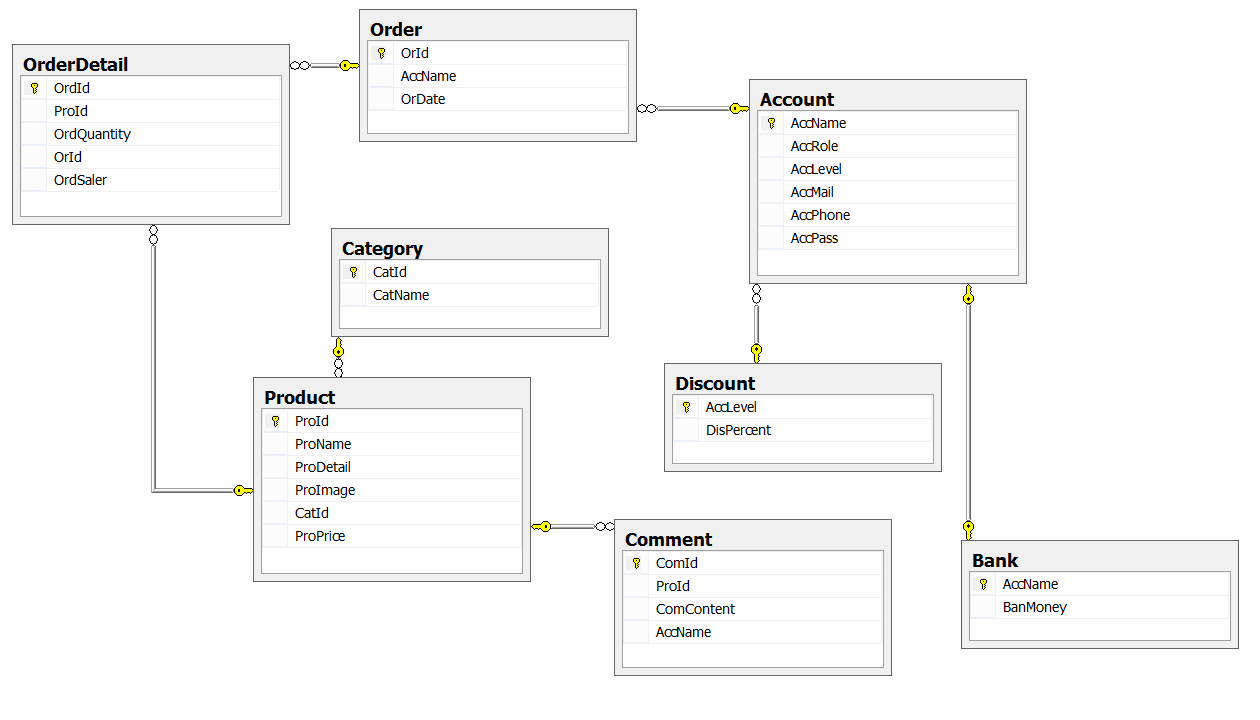 Order
OrId
AccName
OrDate
OrderDetail
OrdId
ProId
OrdQuantity
OrId
OrdSaler
Account
AccName
AccRole
AccLevel
AccMail
AccPhone
AccPass
Category
CatId
CatName
Discount
AccLevel
DisPercent
Product
ProId
ProName
ProDetail
ProImage
CatId
ProPrice
Comment
ComId
ProId
ComContent
AccName
Bank
AccName
BanMoney